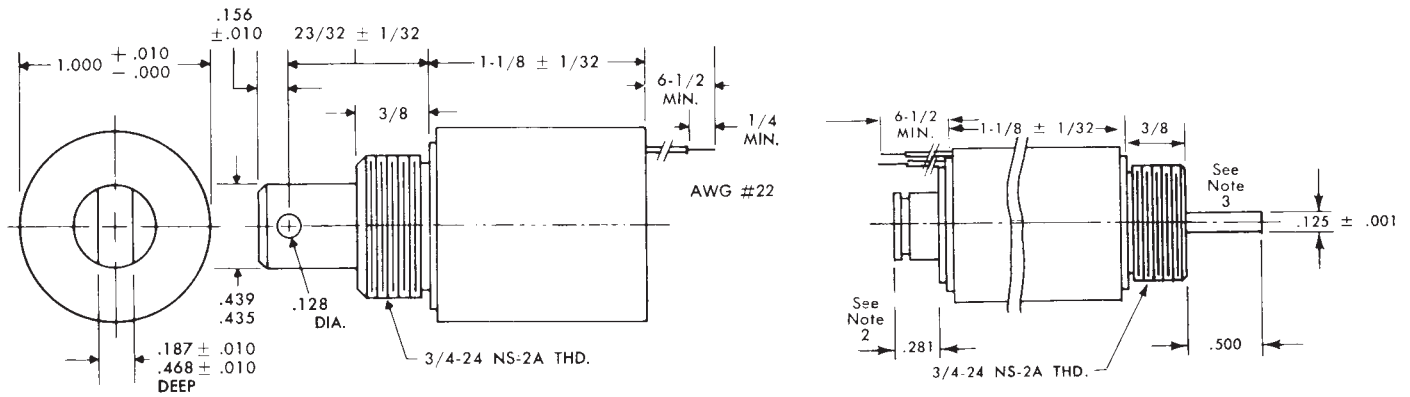 .156
±.010
23/32 ± 1/32
1.000 + .010
- .000
1-1/8 ± 1/32
6-1/2
MIN.
3/8
1/4
MIN.
AWG #22
.439
.435
.128
DIA.
.187 ± .010
.468 ± .010
DEEP
3/4-24 NS-2A THD.
6-1/2
MIN.
1-1/8 ± 1/32
3/8
See
Note
3
.125 ± .001
See
Note
2
.281
.500
3/4-24 NS-2A THD.